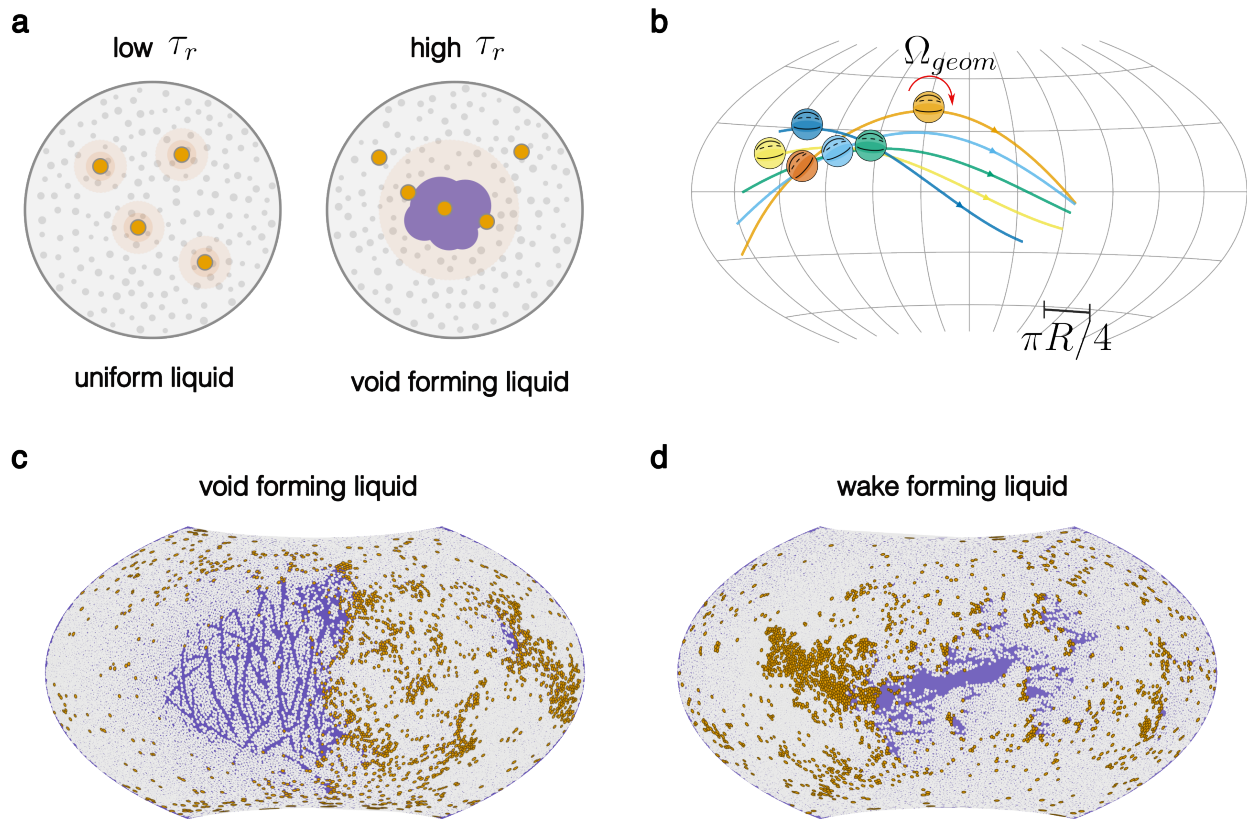 a
low τ_r
high τ_r
uniform liquid
void forming liquid
b
Ω_geom
πR/4
c
void forming liquid
d
wake forming liquid